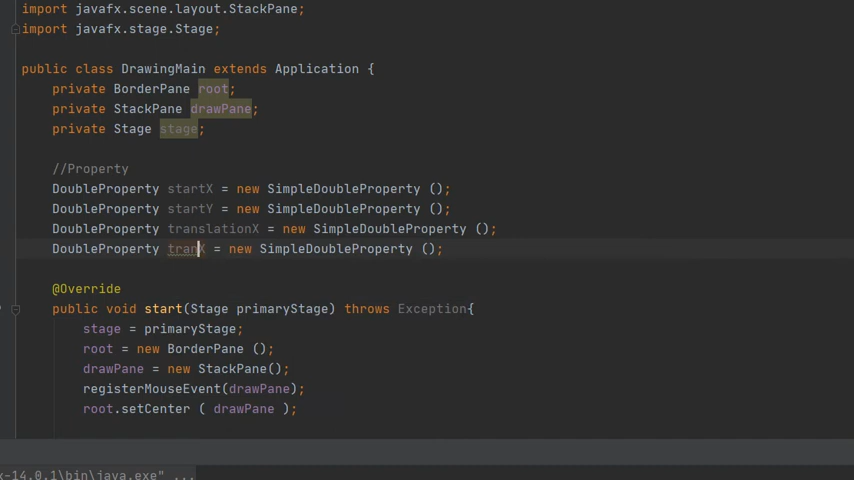 import javafx.scene.layout.StackPane;
import javafx.stage.Stage;
public class DrawingMain extends Application {
private BorderPane root;
private StackPane drawPane;
private Stage stage;
//Property
DoubleProperty startX = new SimpleDoubleProperty ();
DoubleProperty startY = new SimpleDoubleProperty ();
DoubleProperty translationX = new SimpleDoubleProperty ();
DoubleProperty tranX = new SimpleDoubleProperty ();
@Override
public void start(Stage primaryStage) throws Exception{
stage = primaryStage;
root = new BorderPane ();
drawPane = new StackPane();
registerMouseEvent(drawPane);
root.setCenter ( drawPane );
x-14.0.1\bin\java.exe" ...